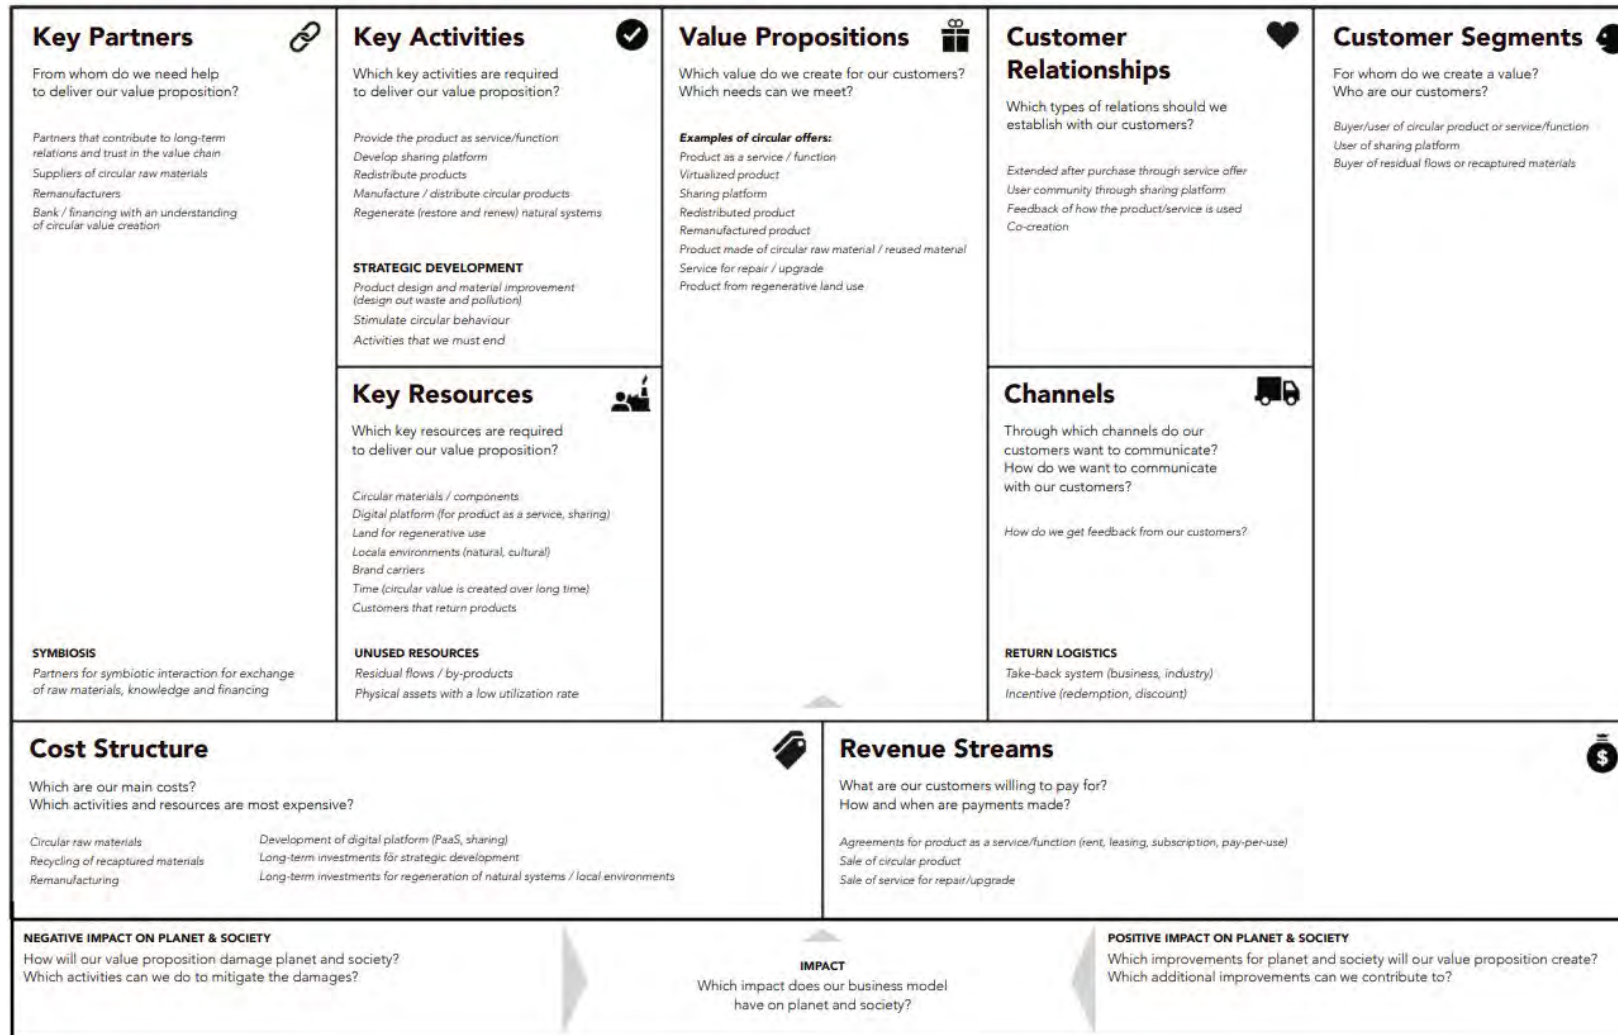 Key Partners
From whom do we need help
to deliver our value proposition?
Partners that contribute to long-term
relations and trust in the value chain
Suppliers of circular raw materials
Remanufacturers
Bank / financing with an understanding
of circular value creation
SYMBIOSIS
Partners for symbiotic interaction for exchange
of raw materials, knowledge and financing
Key Activities
Which key activities are required
to deliver our value proposition?
Provide the product as service/function
Develop sharing platform
Redistribute products
Manufacture / distribute circular products
Regenerate (restore and renew) natural systems
STRATEGIC DEVELOPMENT
Product design and material improvement
(design out waste and pollution)
Stimulate circular behaviour
Activities that we must end
Key Resources
Which key resources are required
to deliver our value proposition?
Circular materials / components
Digital platform (for product as a service, sharing)
Land for regenerative use
Locala environments (natural, cultural)
Brand carriers
Time (circular value is created over long time)
Customers that return products
UNUSED RESOURCES
Residual flows / by-products
Physical assets with a low utilization rate
Value Propositions
Which value do we create for our customers?
Which needs can we meet?
Examples of circular offers:
Product as a service / function
Virtualized product
Sharing platform
Redistributed product
Remanufactured product
Product made of circular raw material / reused material
Service for repair / upgrade
Product from regenerative land use
Customer
Relationships
Which types of relations should we
establish with our customers?
Extended after purchase through service offer
User community through sharing platform
Feedback of how the product/service is used
Co-creation
Channels
Through which channels do our
customers want to communicate?
How do we want to communicate
with our customers?
How do we get feedback from our customers?
RETURN LOGISTICS
Take-back system (business, industry)
Incentive (redemption, discount)
Customer Segments
For whom do we create a value?
Who are our customers?
Buyer/user of circular product or service/function
User of sharing platform
Buyer of residual flows or recaptured materials
Cost Structure
Which are our main costs?
Which activities and resources are most expensive?
Circular raw materials
Recycling of recaptured materials
Remanufacturing
Development of digital platform (PaaS, sharing)
Long-term investments för strategic development
Long-term investments for regeneration of natural systems / local environments
Revenue Streams
$
What are our customers willing to pay for?
How and when are payments made?
Agreements for product as a service/function (rent, leasing, subscription, pay-per-use)
Sale of circular product
Sale of service for repair/upgrade
NEGATIVE IMPACT ON PLANET & SOCIETY
How will our value proposition damage planet and society?
Which activities can we do to mitigate the damages?
IMPACT
Which impact does our business model
have on planet and society?
POSITIVE IMPACT ON PLANET & SOCIETY
Which improvements for planet and society will our value proposition create?
Which additional improvements can we contribute to?